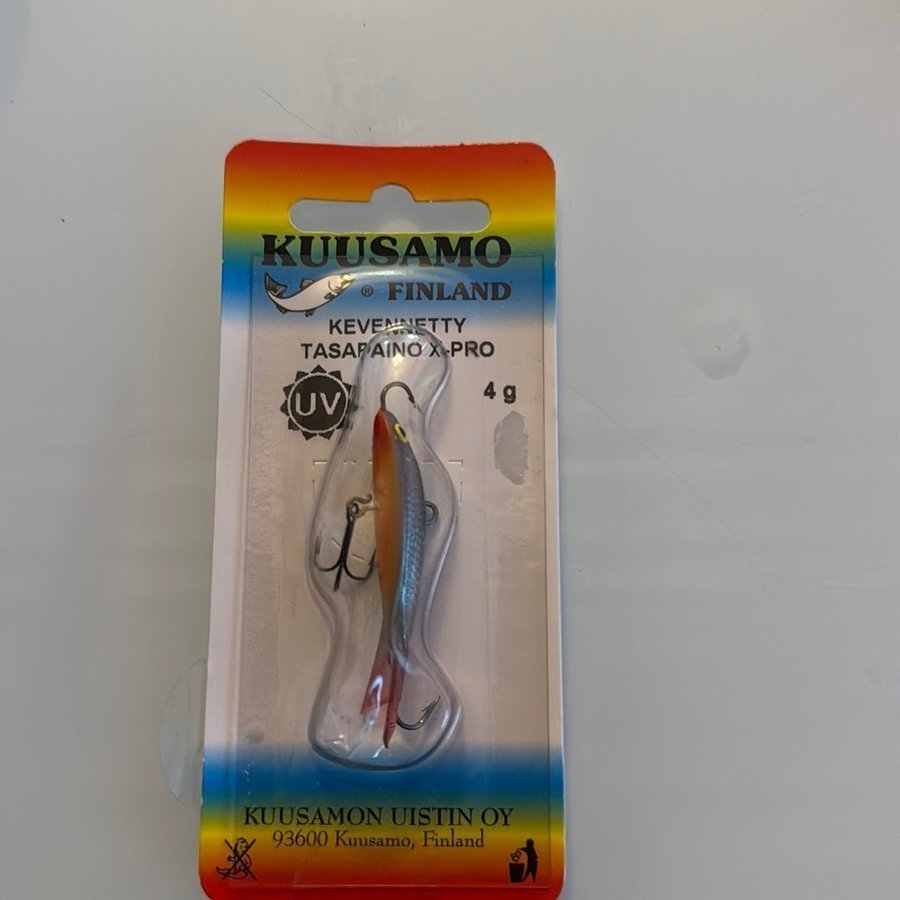 KUUSAMO
® FINLAND
KEVENNETTY
TASAPAINO X-PRO
UV
4 g
KUUSAMON UISTIN OY
93600 Kuusamo, Finland